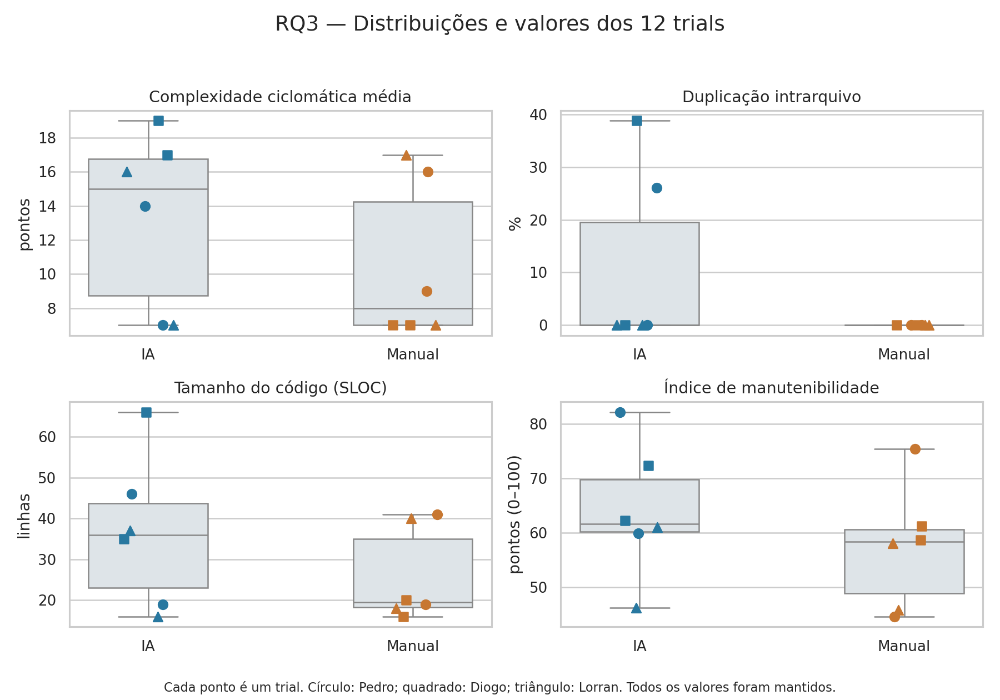 RQ3 — Distribuições e valores dos 12 trials
Complexidade ciclomática média
pontos
18
16
14
12
10
8
IA
Manual
Duplicação intrarquivo
%
40
30
20
10
0
IA
Manual
Tamanho do código (SLOC)
linhas
60
50
40
30
20
IA
Manual
Índice de manutenibilidade
pontos (0–100)
80
70
60
50
IA
Manual
Cada ponto é um trial. Círculo: Pedro; quadrado: Diogo; triângulo: Lorran. Todos os valores foram mantidos.